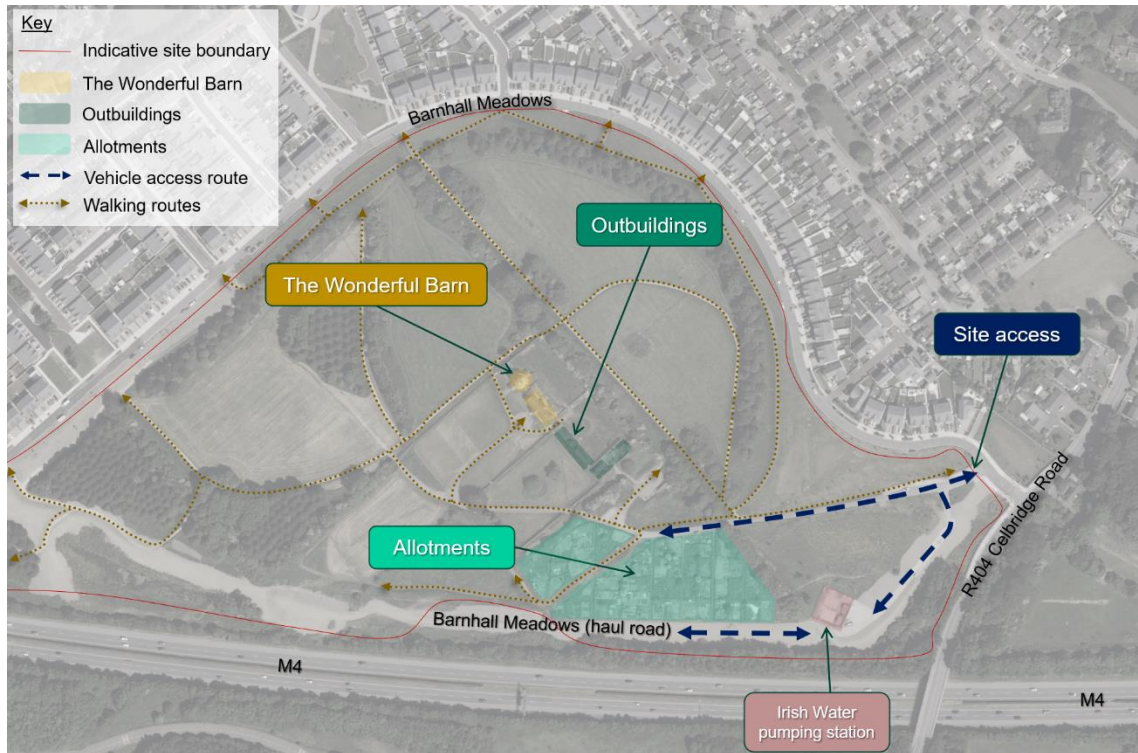 Key
Indicative site boundary
The Wonderful Barn
Outbuildings
Allotments
Vehicle access route
Walking routes
Barnhall Meadows
Outbuildings
The Wonderful Barn
Site access
Allotments
R404 Celbridge Road
Barnhall Meadows (haul road)
M4
M4
Irish Water
pumping station